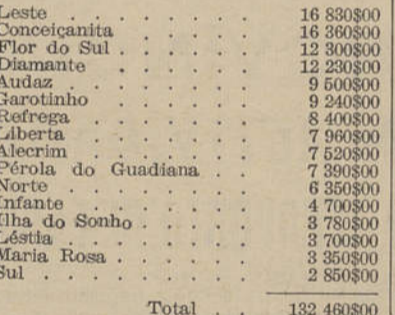 Leste . . . . . . . 16 830$00
Conceiçanita . . . . . 16 360$00
Flor do Sul . . . . . . 12 300$00
Diamante . . . . . . 12 230$00
Audaz . . . . . . . 9 500$00
Garotinho . . . . . . 9 240$00
Refrega . . . . . . . 8 400$00
Liberta . . . . . . . 7 960$00
Alecrim . . . . . . . 7 520$00
Pérola do Guadiana . . 7 390$00
Norte . . . . . . . 6 350$00
Infante . . . . . . . 4 700$00
Ilha do Sonho . . . . . 3 780$00
Léstia . . . . . . . 3 700$00
Maria Rosa . . . . . . 3 350$00
Sul . . . . . . . . 2 850$00
Total . . 132 460$00